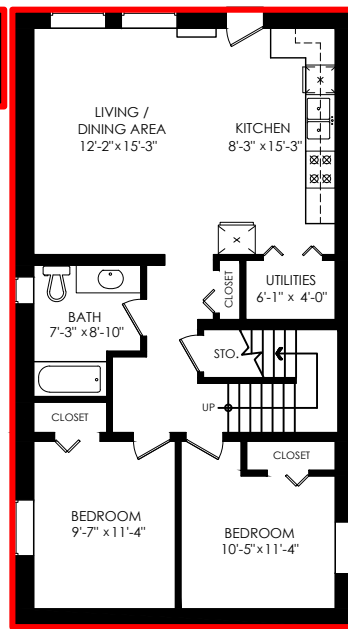 LIVING /
DINING AREA
12'-2"x15'-3"
KITCHEN
8'-3"x15'-3"
CLOSET
UTILITIES
6'-1" x 4'-0"
BATH
7'-3"x8'-10"
STO.
CLOSET
UP
CLOSET
BEDROOM
9'-7" x11'-4"
BEDROOM
10'-5"x11'-4"